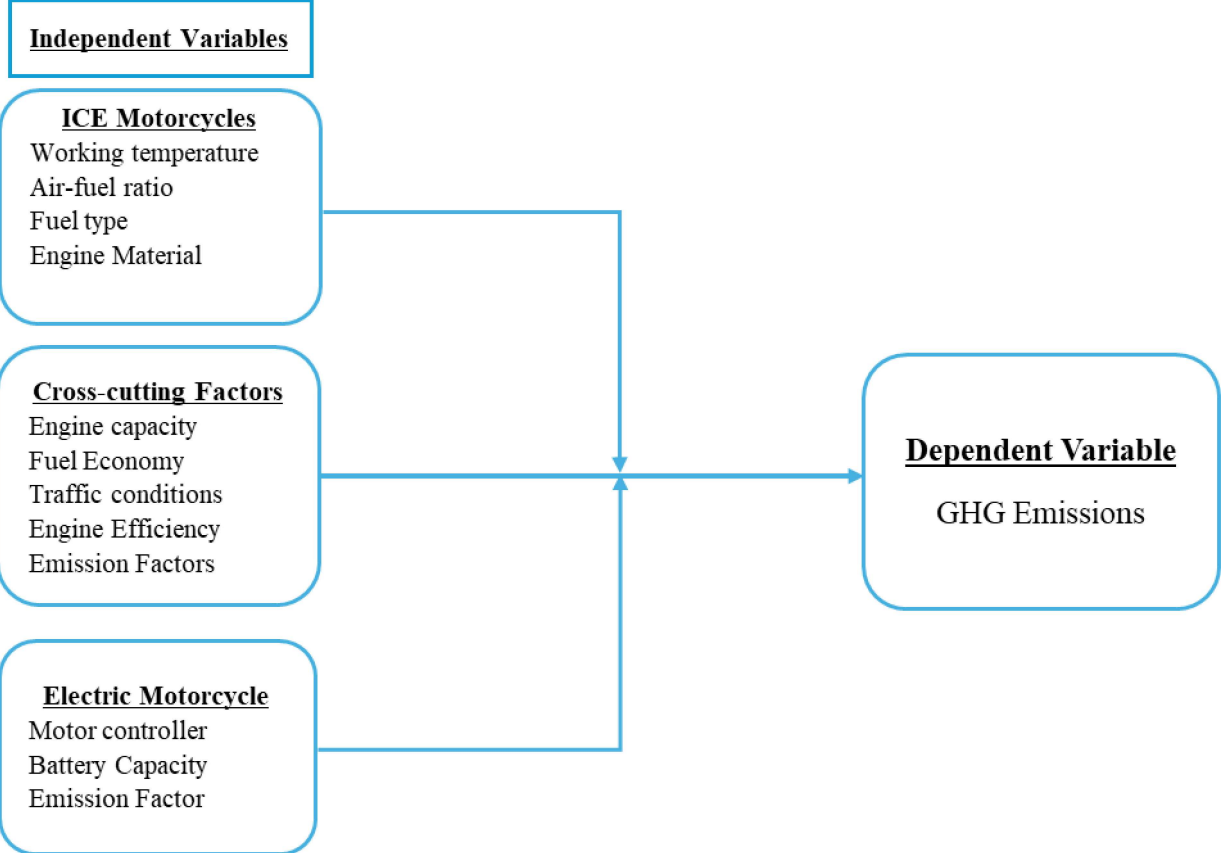 Independent Variables
ICE Motorcycles
Working temperature
Air-fuel ratio
Fuel type
Engine Material
Cross-cutting Factors
Engine capacity
Fuel Economy
Traffic conditions
Engine Efficiency
Emission Factors
Electric Motorcycle
Motor controller
Battery Capacity
Emission Factor
Dependent Variable
GHG Emissions